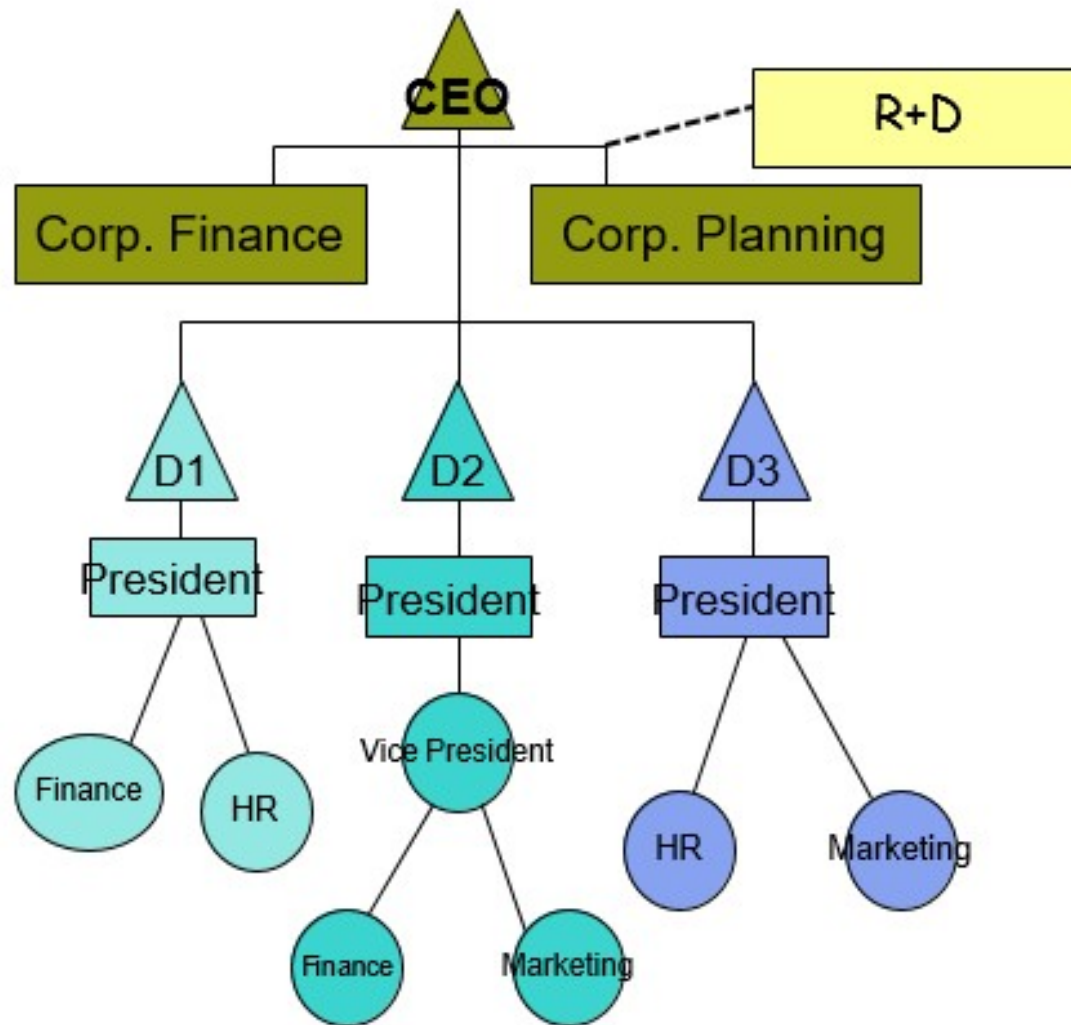 CEO
R+D
Corp. Finance
Corp. Planning
D1
D2
D3
President
President
President
Vice President
Finance
HR
HR
Marketing
Finance
Marketing